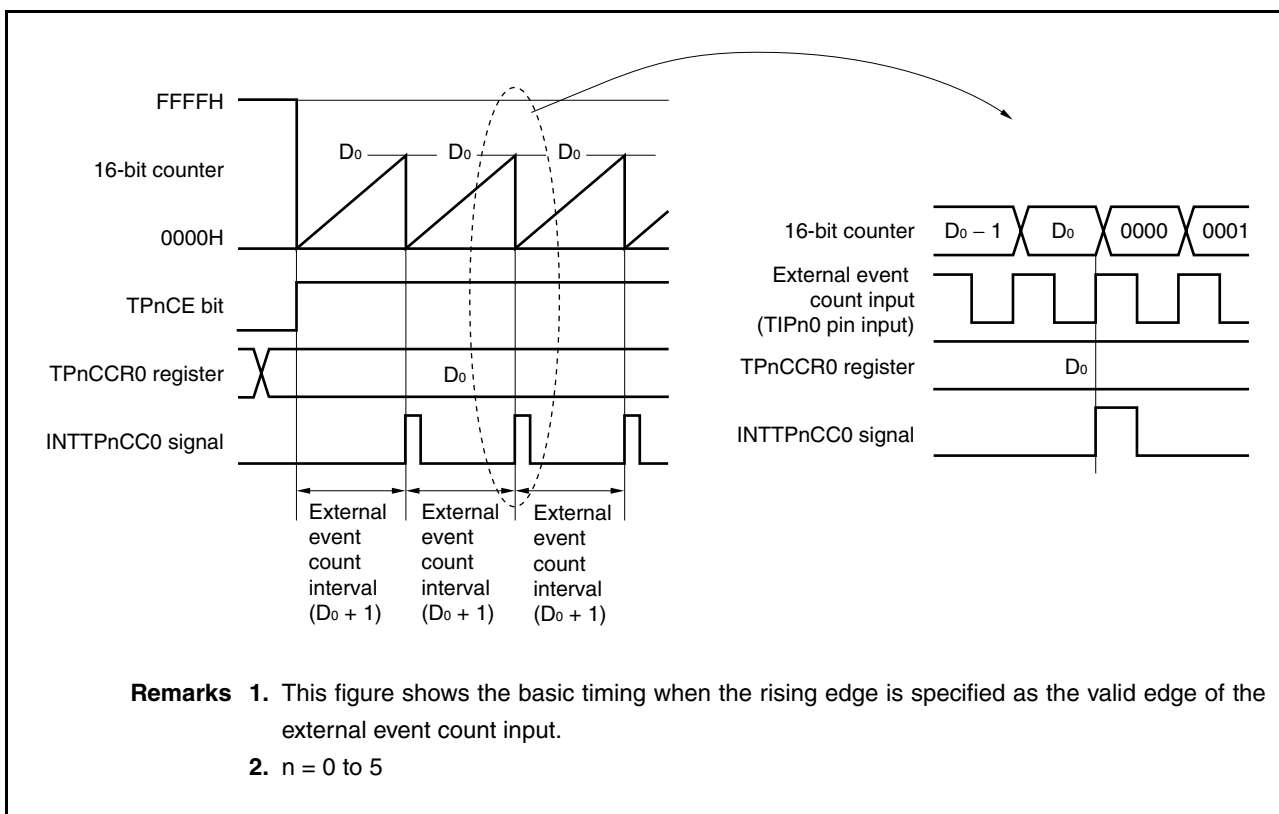 FFFFH
16-bit counter
0000H
D₀
D₀
D₀
TPnCE bit
TPnCCR0 register
D₀
INTTPnCC0 signal
External
event
count
interval
(D₀ + 1)
External
event
count
interval
(D₀ + 1)
External
event
count
interval
(D₀ + 1)
16-bit counter
D₀ − 1
D₀
0000
0001
External event
count input
(TIPn0 pin input)
TPnCCR0 register
D₀
INTTPnCC0 signal
Remarks 1. This figure shows the basic timing when the rising edge is specified as the valid edge of the
external event count input.
2. n = 0 to 5